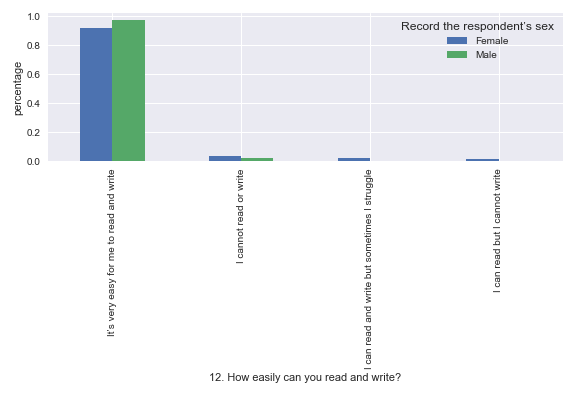 Record the respondent's sex
Female
Male
percentage
1.0
0.8
0.6
0.4
0.2
0.0
It's very easy for me to read and write
I cannot read or write
I can read and write but sometimes I struggle
I can read but I cannot write
12. How easily can you read and write?